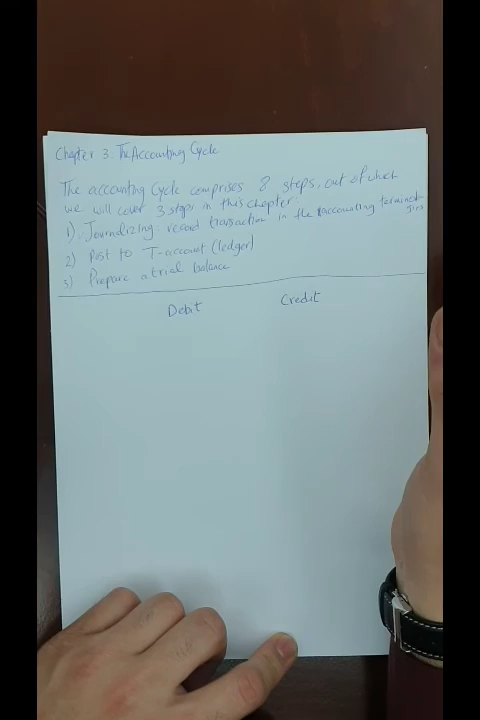 Chapter 3: The Accounting Cycle
The accounting Cycle comprises 8 steps, out of which
we will cover 3 steps in this chapter:
1). Journalizing: record transaction in the accounting terminologies
2) Post to T-account (ledger)
3) Prepare a trial balance
Debit Credit